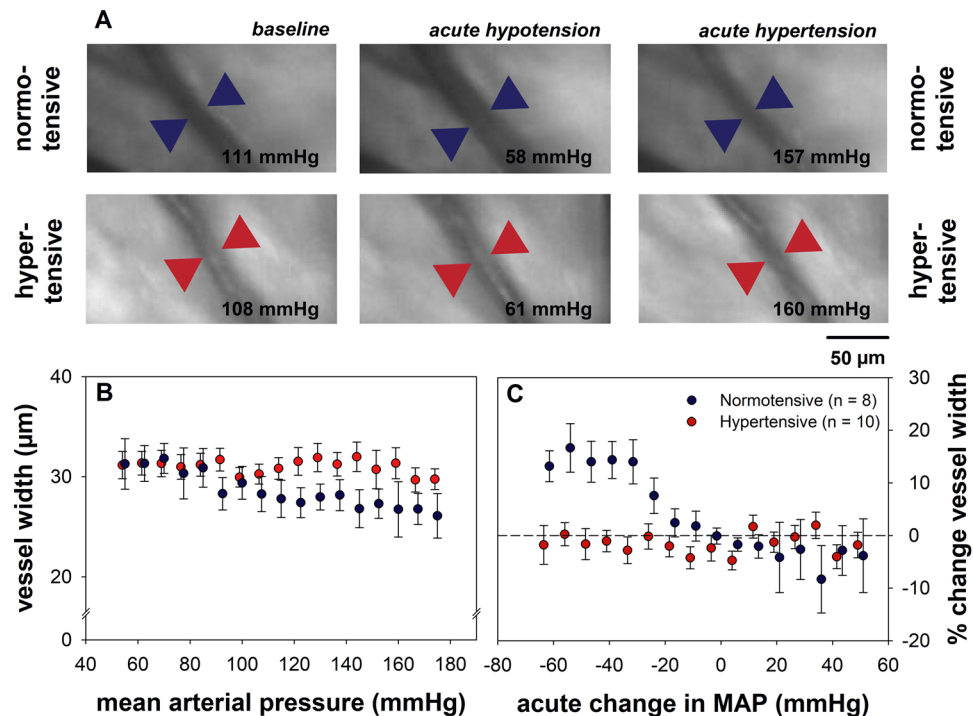 A
baseline
acute hypotension
acute hypertension
normo-
tensive
111 mmHg
58 mmHg
157 mmHg
normo-
tensive
hyper-
tensive
108 mmHg
61 mmHg
160 mmHg
hyper-
tensive
50 µm
B
vessel width (µm)
40
30
20
0
40 60 80 100 120 140 160 180
mean arterial pressure (mmHg)
C
Normotensive (n = 8)
Hypertensive (n = 10)
30
20
10
0
-10
-20
% change vessel width
-80 -60 -40 -20 0 20 40 60
acute change in MAP (mmHg)